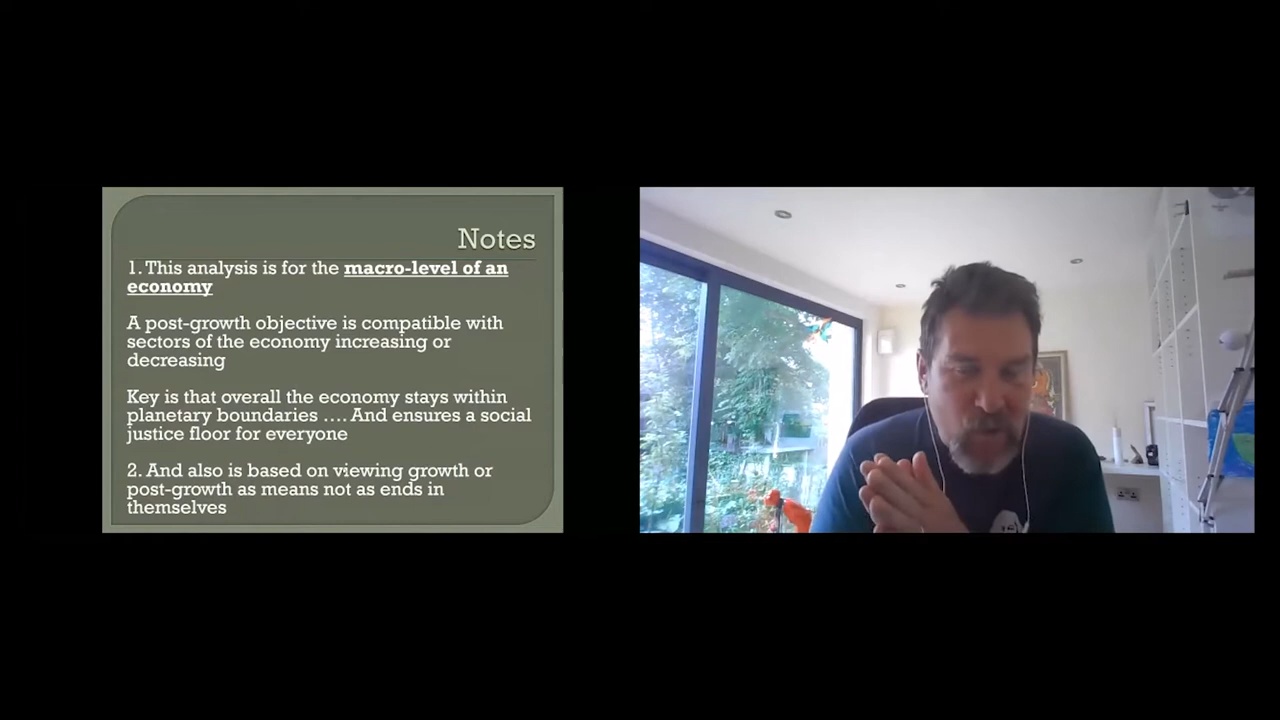 Notes
1. This analysis is for the macro-level of an
economy
A post-growth objective is compatible with
sectors of the economy increasing or
decreasing
Key is that overall the economy stays within
planetary boundaries .... And ensures a social
justice floor for everyone
2. And also is based on viewing growth or
post-growth as means not as ends in
themselves